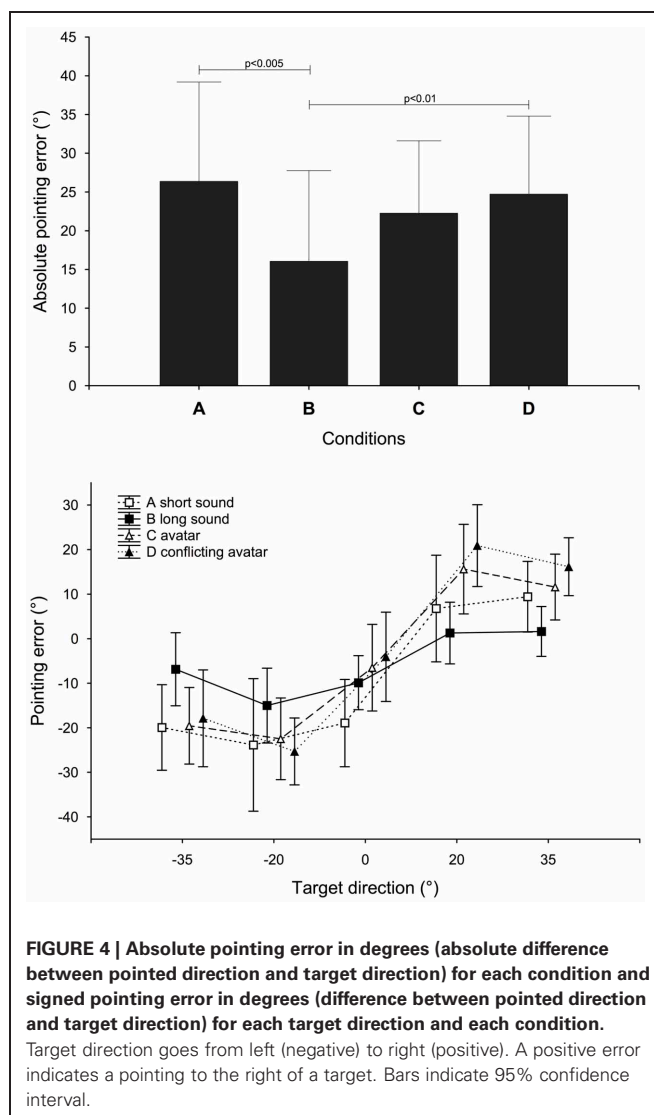 45
40
35
30
25
20
15
10
5
0
Absolute pointing error (°)
p<0.005
p<0.01
A B C D
Conditions
A short sound
B long sound
C avatar
D conflicting avatar
30
20
10
0
-10
-20
-30
-40
Pointing error (°)
-35 -20 0 20 35
Target direction (°)
FIGURE 4 | Absolute pointing error in degrees (absolute difference
between pointed direction and target direction) for each condition and
signed pointing error in degrees (difference between pointed direction
and target direction) for each target direction and each condition.
Target direction goes from left (negative) to right (positive). A positive error
indicates a pointing to the right of a target. Bars indicate 95% confidence
interval.